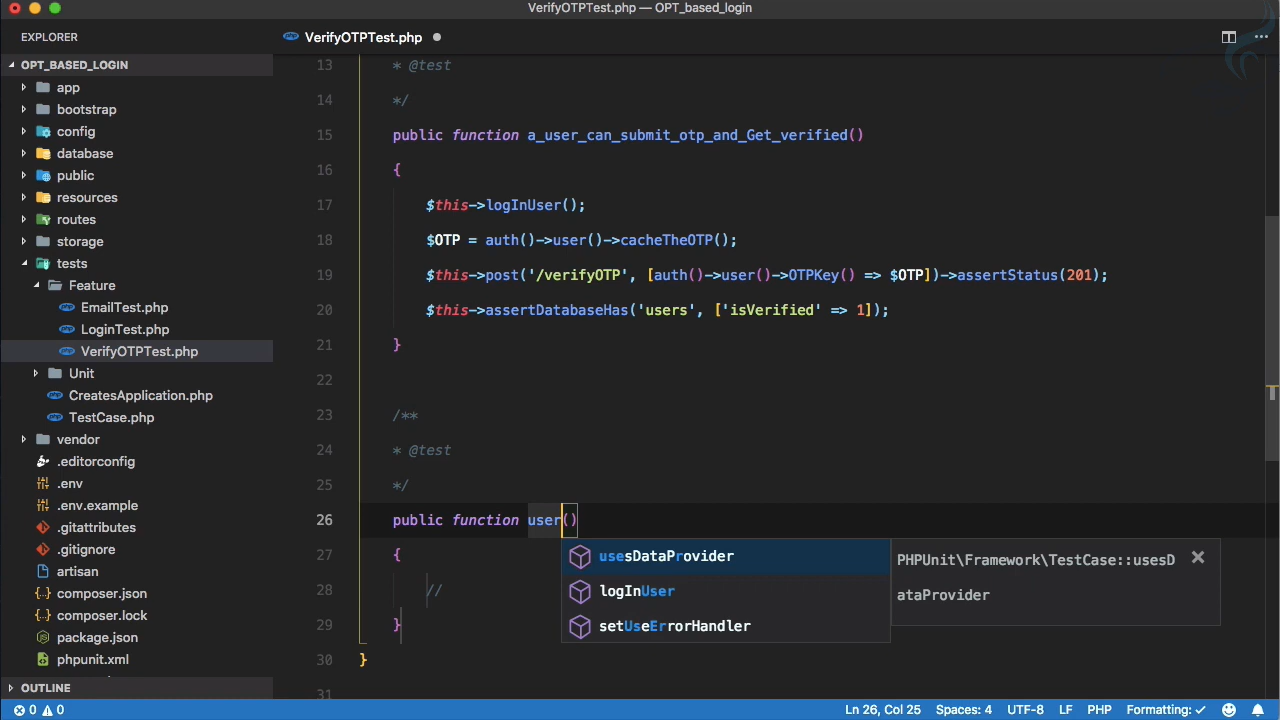 VerifyOTPTest.php — OPT_based_login
EXPLORER
VerifyOTPTest.php
OPT_BASED_LOGIN
app
bootstrap
config
database
public
resources
routes
storage
tests
Feature
EmailTest.php
LoginTest.php
VerifyOTPTest.php
Unit
CreatesApplication.php
TestCase.php
vendor
.editorconfig
.env
.env.example
.gitattributes
.gitignore
artisan
composer.json
composer.lock
package.json
phpunit.xml
OUTLINE
13 * @test
14 */
15 public function a_user_can_submit_otp_and_Get_verified()
16 {
17 $this->logInUser();
18 $OTP = auth()->user()->cacheTheOTP();
19 $this->post('/verifyOTP', [auth()->user()->OTPKey() => $OTP])->assertStatus(201);
20 $this->assertDatabaseHas('users', ['isVerified' => 1]);
21 }
22
23 /**
24 * @test
25 */
26 public function user()
27 {
28 //
29 }
30 }
31
usesDataProvider
logInUser
setUseErrorHandler
PHPUnit\Framework\TestCase::usesD
ataProvider
0 0
Ln 26, Col 25 Spaces: 4 UTF-8 LF PHP Formatting: ✓